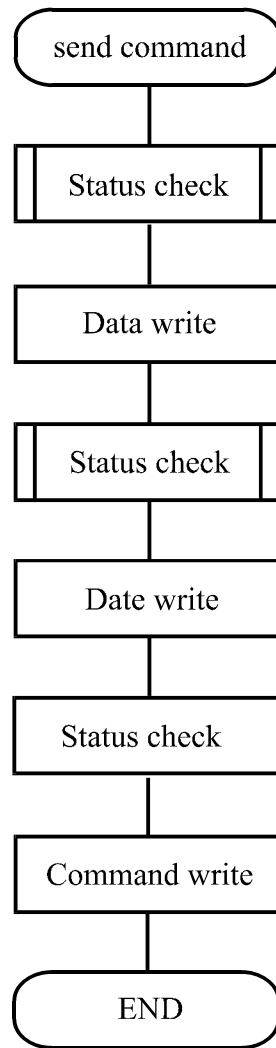 send command
Status check
Data write
Status check
Date write
Status check
Command write
END